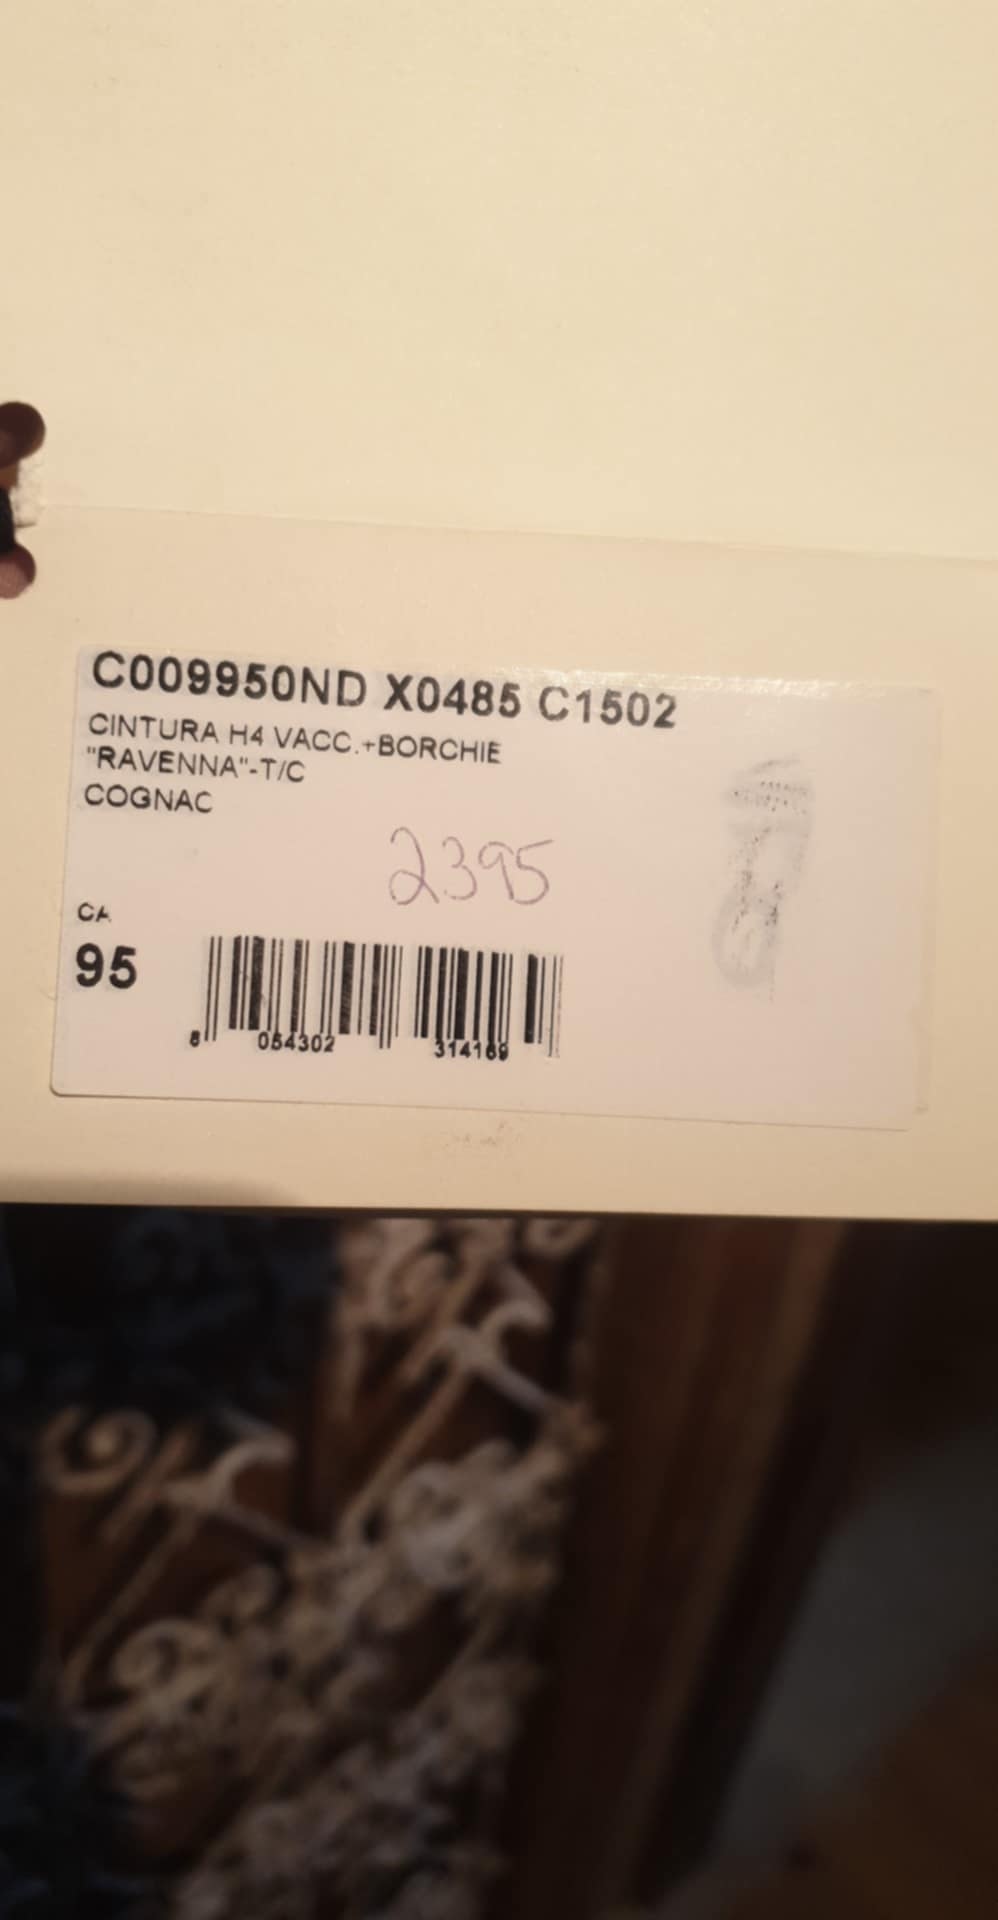 C009950ND X0485 C1502
CINTURA H4 VACC.+BORCHIE
"RAVENNA"-T/C
COGNAC
2395
CA
95
8 054302 314169